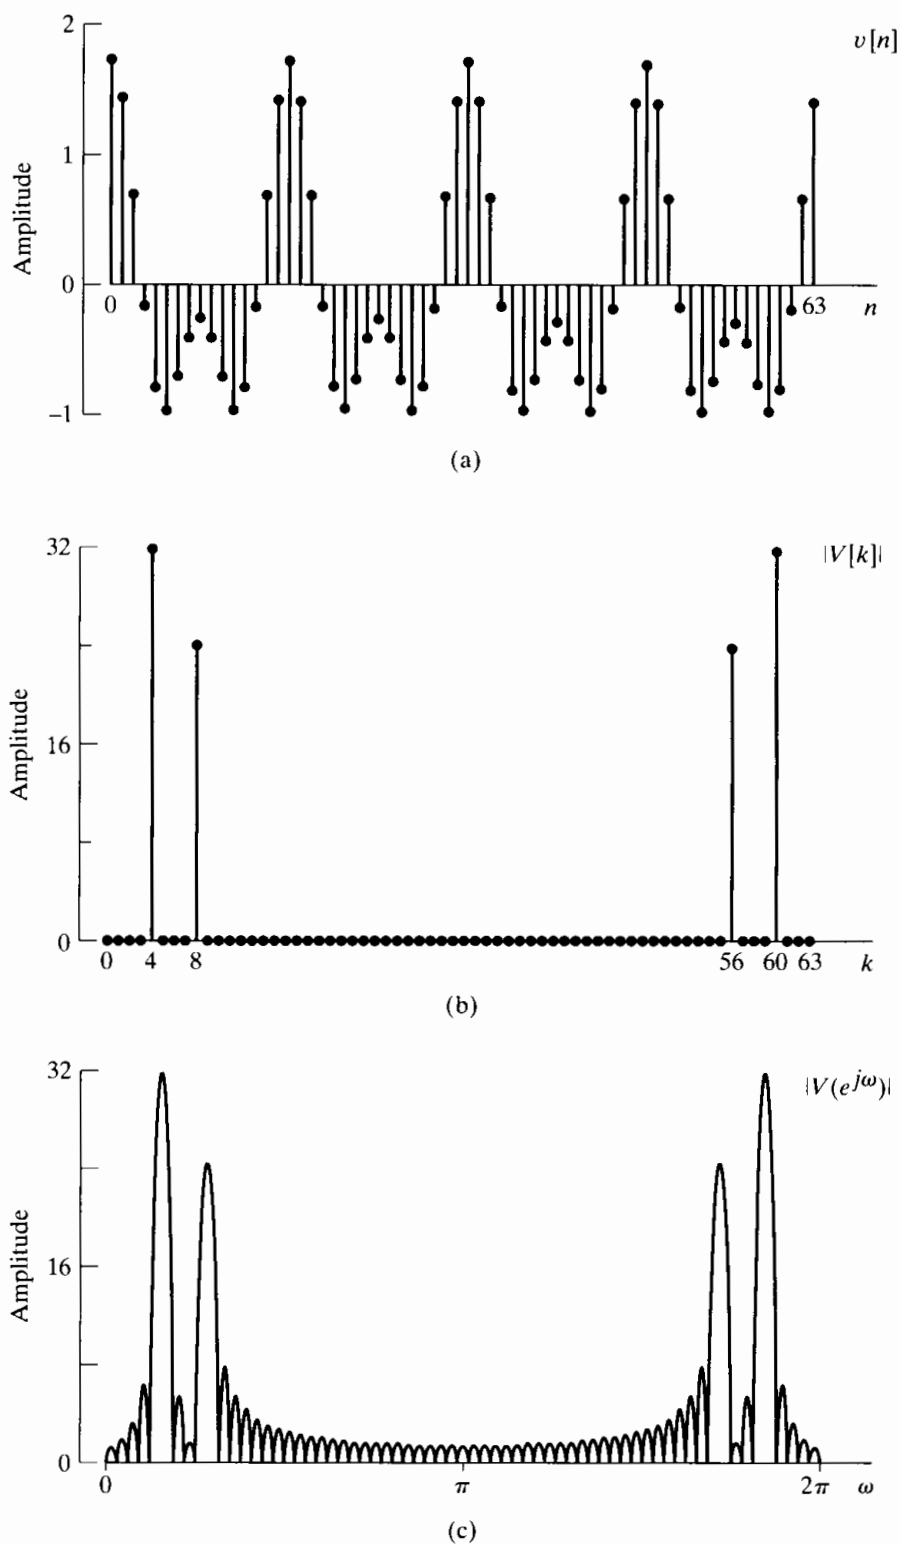 2
v[n]
1
Amplitude
0
0
63
n
−1
(a)
32
|V[k]|
Amplitude
16
0
0 4 8 56 60 63 k
(b)
32
|V(e^{jω})|
Amplitude
16
0
0 π 2π ω
(c)